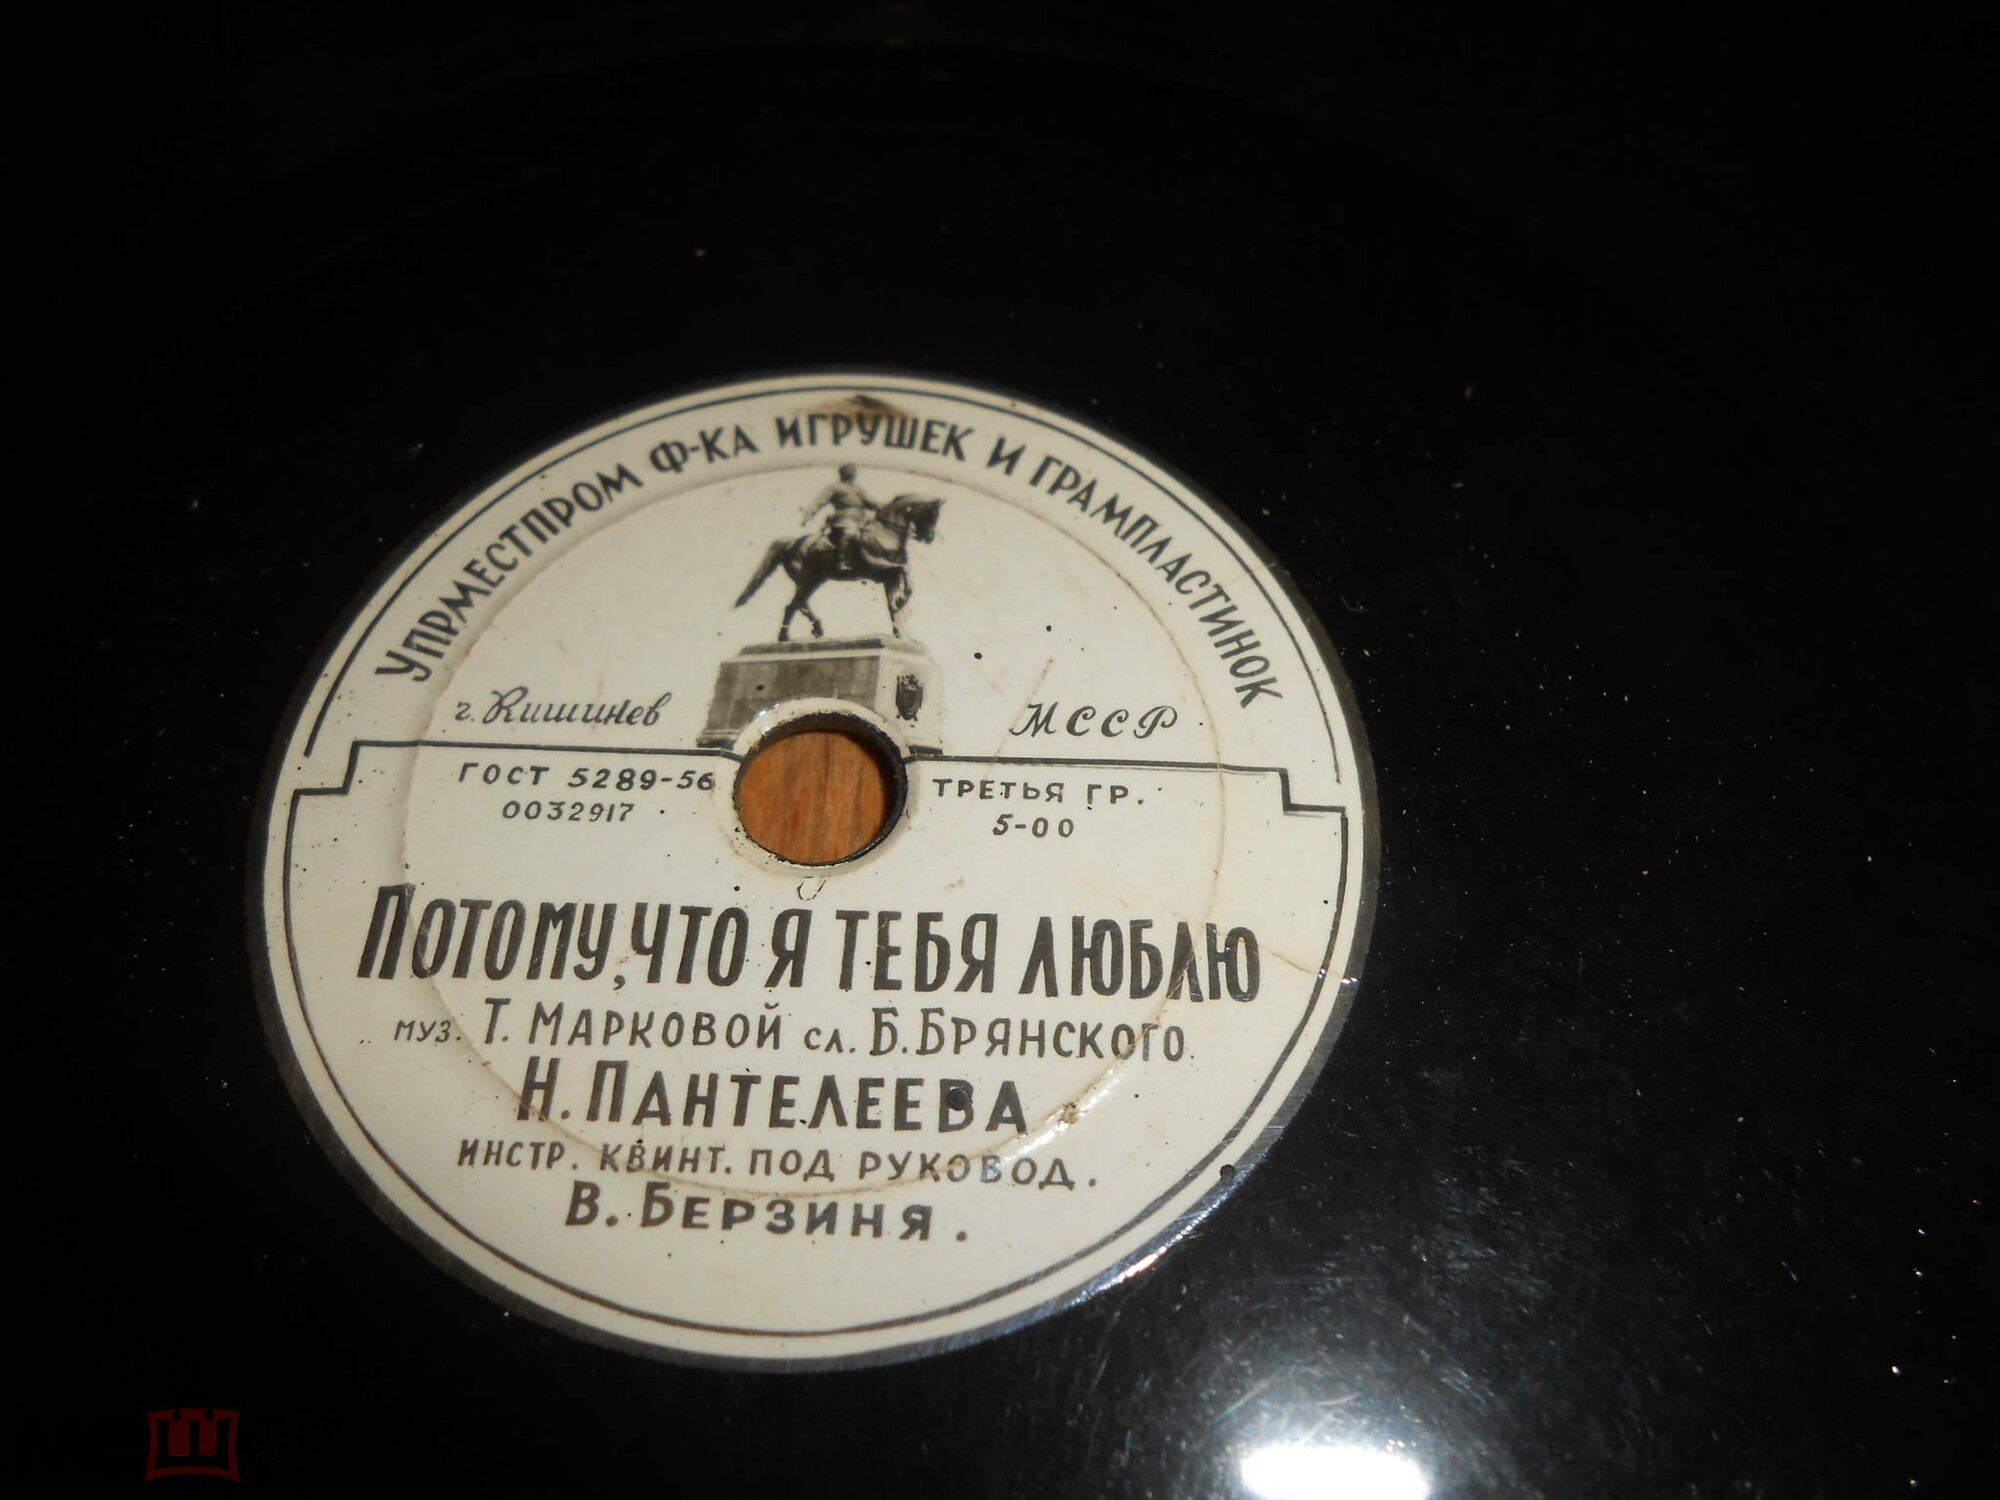 УПРМЕСТПРОМ Ф-КА ИГРУШЕК И ГРАМПЛАСТИНОК
г. Кишинев
МССР
ГОСТ 5289-56
0032917
ТРЕТЬЯ ГР.
5-00
ПОТОМУ, ЧТО Я ТЕБЯ ЛЮБЛЮ
муз. Т. МАРКОВОЙ сл. Б. БРЯНСКОГО
Н. ПАНТЕЛЕЕВА
ИНСТР. КВИНТ. ПОД РУКОВОД.
В. БЕРЗИНЯ.